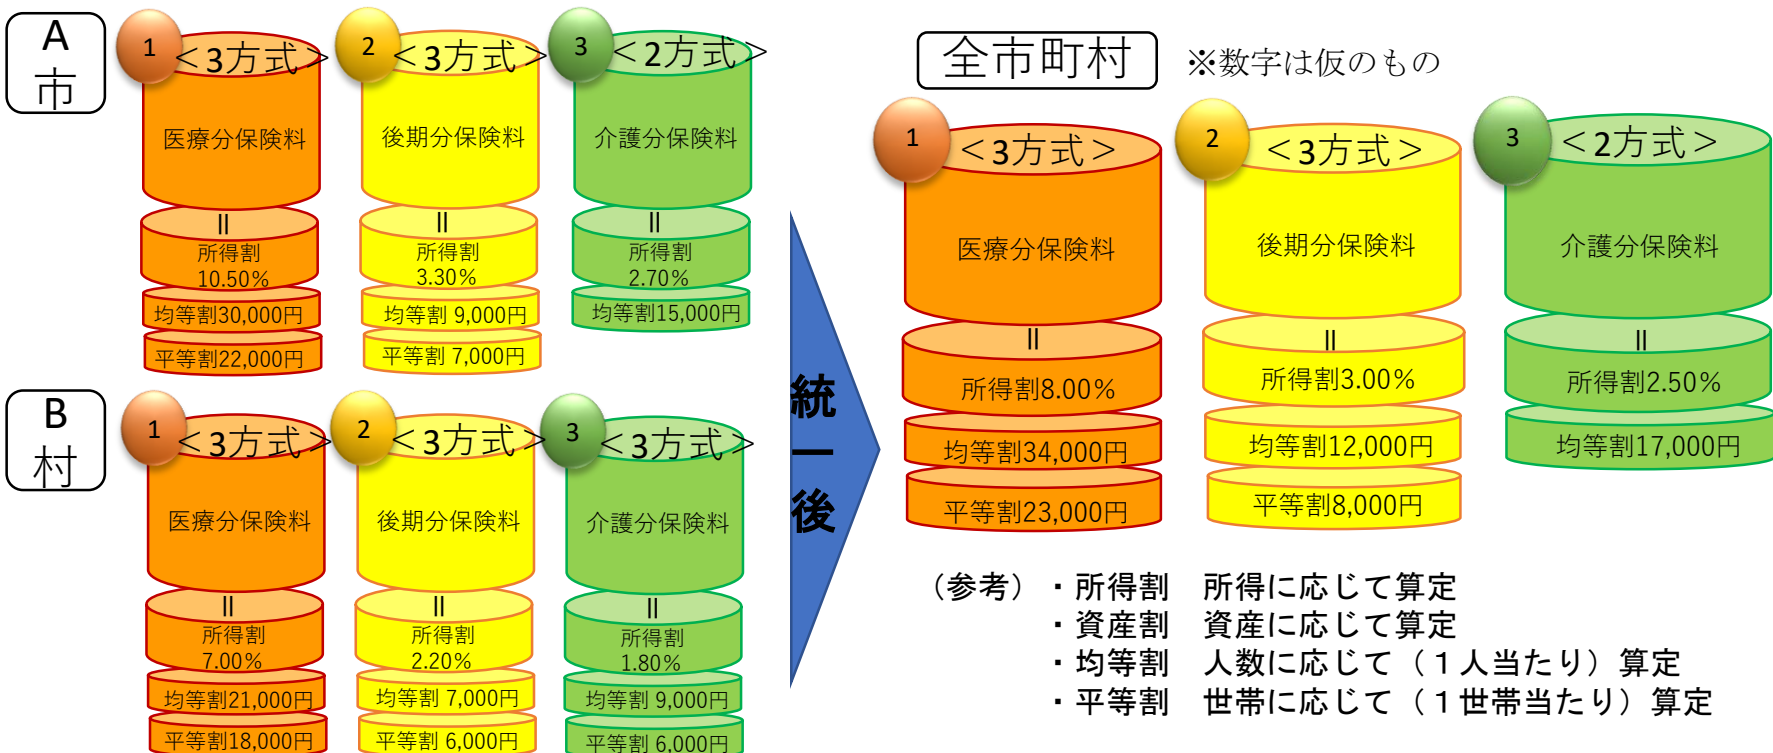 A
市
1
＜3方式＞
医療分保険料
＝
所得割
10.50%
均等割30,000円
平等割22,000円
2
＜3方式＞
後期分保険料
＝
所得割
3.30%
均等割 9,000円
平等割 7,000円
3
＜2方式＞
介護分保険料
＝
所得割
2.70%
均等割15,000円
B
村
1
＜3方式＞
医療分保険料
＝
所得割
7.00%
均等割21,000円
平等割18,000円
2
＜3方式＞
後期分保険料
＝
所得割
2.20%
均等割 7,000円
平等割 6,000円
3
＜3方式＞
介護分保険料
＝
所得割
1.80%
均等割 9,000円
平等割 6,000円
統一後
全市町村
※数字は仮のもの
1
＜3方式＞
医療分保険料
＝
所得割8.00%
均等割34,000円
平等割23,000円
2
＜3方式＞
後期分保険料
＝
所得割3.00%
均等割12,000円
平等割8,000円
3
＜2方式＞
介護分保険料
＝
所得割2.50%
均等割17,000円
（参考）・所得割　所得に応じて算定
・資産割　資産に応じて算定
・均等割　人数に応じて（１人当たり）算定
・平等割　世帯に応じて（１世帯当たり）算定